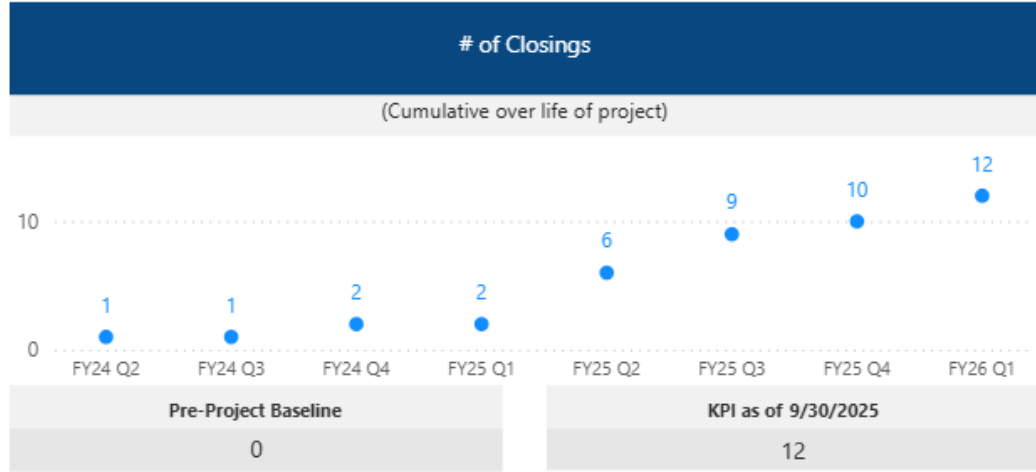 # of Closings
(Cumulative over life of project)
12
10
9
10
6
2
2
1
1
0
FY24 Q2 FY24 Q3 FY24 Q4 FY25 Q1 FY25 Q2 FY25 Q3 FY25 Q4 FY26 Q1
Pre-Project Baseline
KPI as of 9/30/2025
0
12